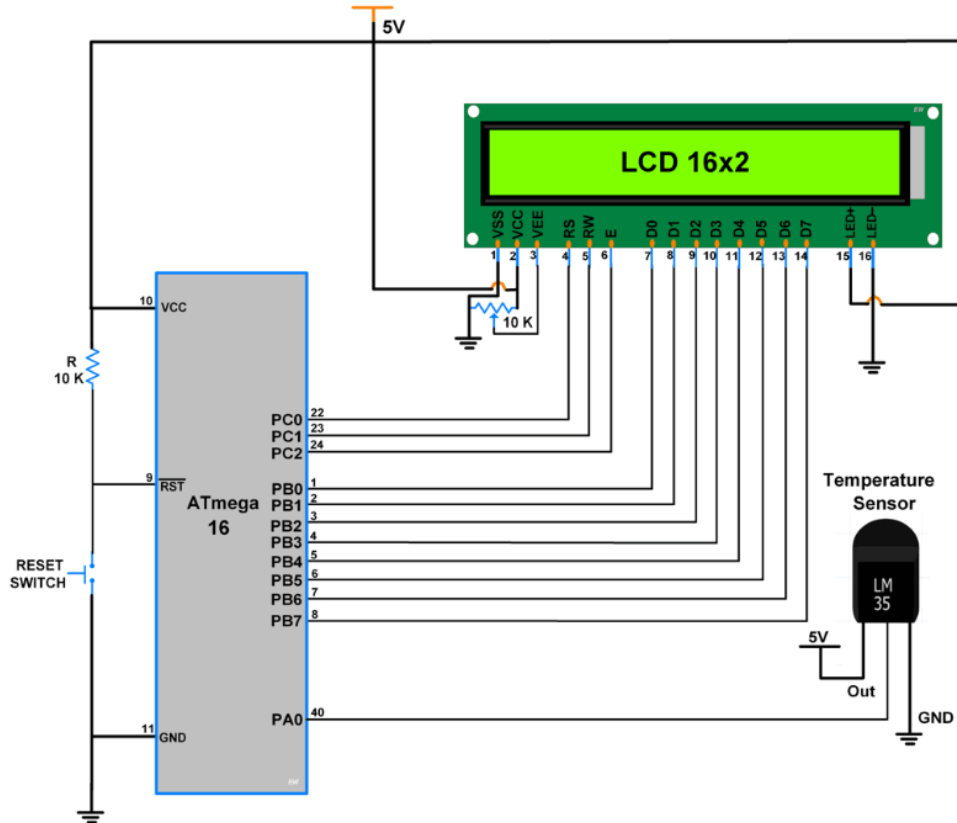 5V
EW
LCD 16x2
VSS VCC VEE RS RW E D0 D1 D2 D3 D4 D5 D6 D7 LED+ LED-
1 2 3 4 5 6 7 8 9 10 11 12 13 14 15 16
10 K
10 VCC
R
10 K
PC0 22
PC1 23
PC2 24
9 RST
ATmega
16
PB0 1
PB1 2
PB2 3
PB3 4
PB4 5
PB5 6
PB6 7
PB7 8
RESET
SWITCH
Temperature
Sensor
LM
35
5V
Out
GND
PA0 40
11 GND
EW